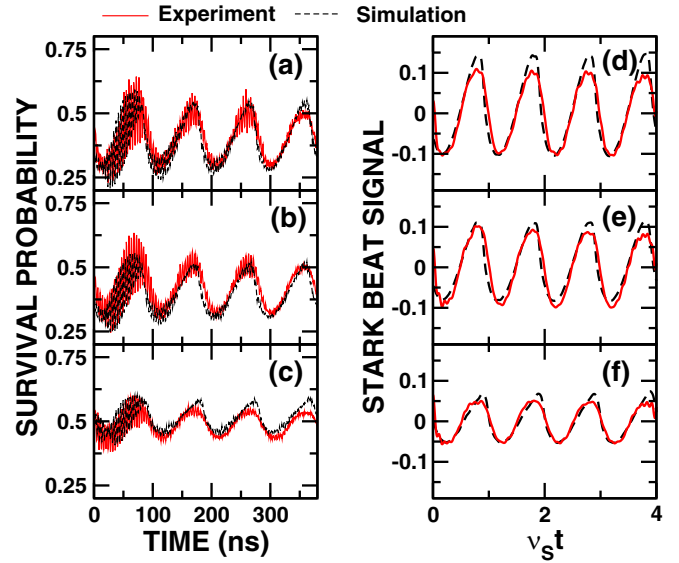 Experiment Simulation
SURVIVAL PROBABILITY
0.75
0.5
0.25
(a)
0.75
0.5
0.25
(b)
0.75
0.5
0.25
(c)
0 100 200 300
TIME (ns)
STARK BEAT SIGNAL
0.1
0
-0.1
(d)
0.1
0
-0.1
(e)
0.1
0
-0.1
(f)
0 2 4
νSt